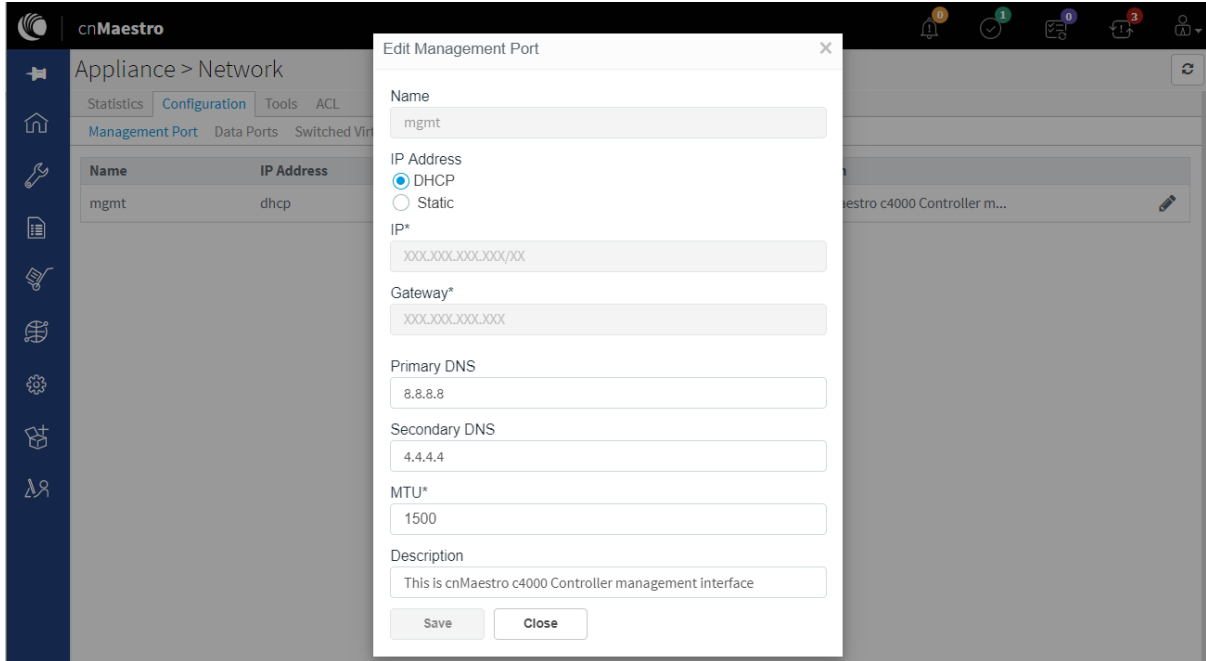 cnMaestro
0
1
0
3
Appliance > Network
Statistics Configuration Tools ACL
Management Port Data Ports Switched Virt
Name IP Address
mgmt dhcp
aestro c4000 Controller m...
Edit Management Port
Name
mgmt
IP Address
DHCP
Static
IP*
XXX.XXX.XXX.XXX/XX
Gateway*
XXX.XXX.XXX.XXX
Primary DNS
8.8.8.8
Secondary DNS
4.4.4.4
MTU*
1500
Description
This is cnMaestro c4000 Controller management interface
Save Close